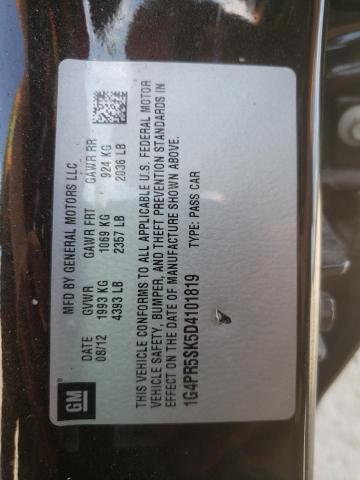 GM
MFD BY GENERAL MOTORS LLC
DATE GVWR GAWR FRT GAWR RR
08/12 1993 KG 1069 KG 924 KG
4393 LB 2357 LB 2036 LB
THIS VEHICLE CONFORMS TO ALL APPLICABLE U.S. FEDERAL MOTOR
VEHICLE SAFETY, BUMPER, AND THEFT PREVENTION STANDARDS IN
EFFECT ON THE DATE OF MANUFACTURE SHOWN ABOVE.
1G4PR5SK5D4101819 TYPE: PASS CAR